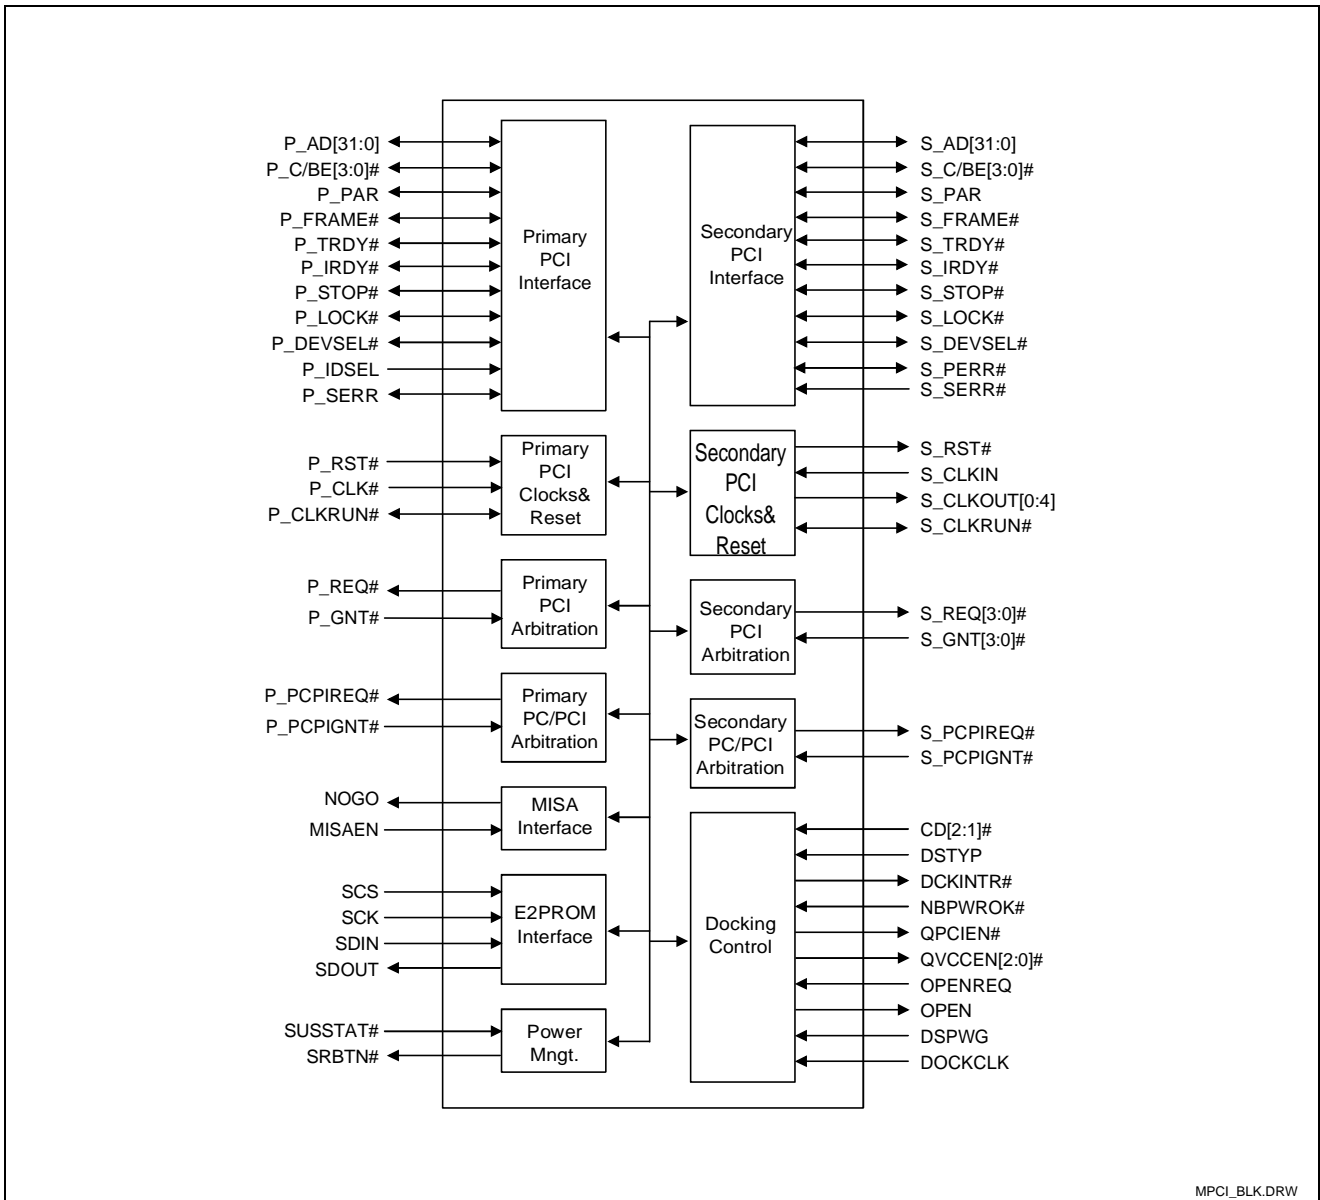 P_AD[31:0]
P_C/BE[3:0]#
P_PAR
P_FRAME#
P_TRDY#
P_IRDY#
P_STOP#
P_LOCK#
P_DEVSEL#
P_IDSEL
P_SERR
Primary
PCI
Interface
Secondary
PCI
Interface
S_AD[31:0]
S_C/BE[3:0]#
S_PAR
S_FRAME#
S_TRDY#
S_IRDY#
S_STOP#
S_LOCK#
S_DEVSEL#
S_PERR#
S_SERR#
P_RST#
P_CLK#
P_CLKRUN#
Primary
PCI
Clocks&
Reset
Secondary
PCI
Clocks&
Reset
S_RST#
S_CLKIN
S_CLKOUT[0:4]
S_CLKRUN#
P_REQ#
P_GNT#
Primary
PCI
Arbitration
Secondary
PCI
Arbitration
S_REQ[3:0]#
S_GNT[3:0]#
P_PCPIREQ#
P_PCPIGNT#
Primary
PC/PCI
Arbitration
Secondary
PC/PCI
Arbitration
S_PCPIREQ#
S_PCPIGNT#
NOGO
MISAEN
MISA
Interface
SCS
SCK
SDIN
SDOUT
E2PROM
Interface
SUSSTAT#
SRBTN#
Power
Mngt.
Docking
Control
CD[2:1]#
DSTYP
DCKINTR#
NBPWROK#
QPCIEN#
QVCCEN[2:0]#
OPENREQ
OPEN
DSPWG
DOCKCLK
MPCI_BLK.DRW